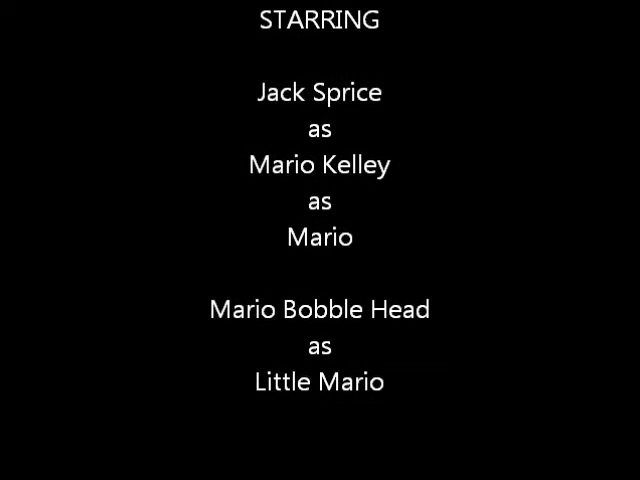 STARRING
Jack Sprice
as
Mario Kelley
as
Mario
Mario Bobble Head
as
Little Mario